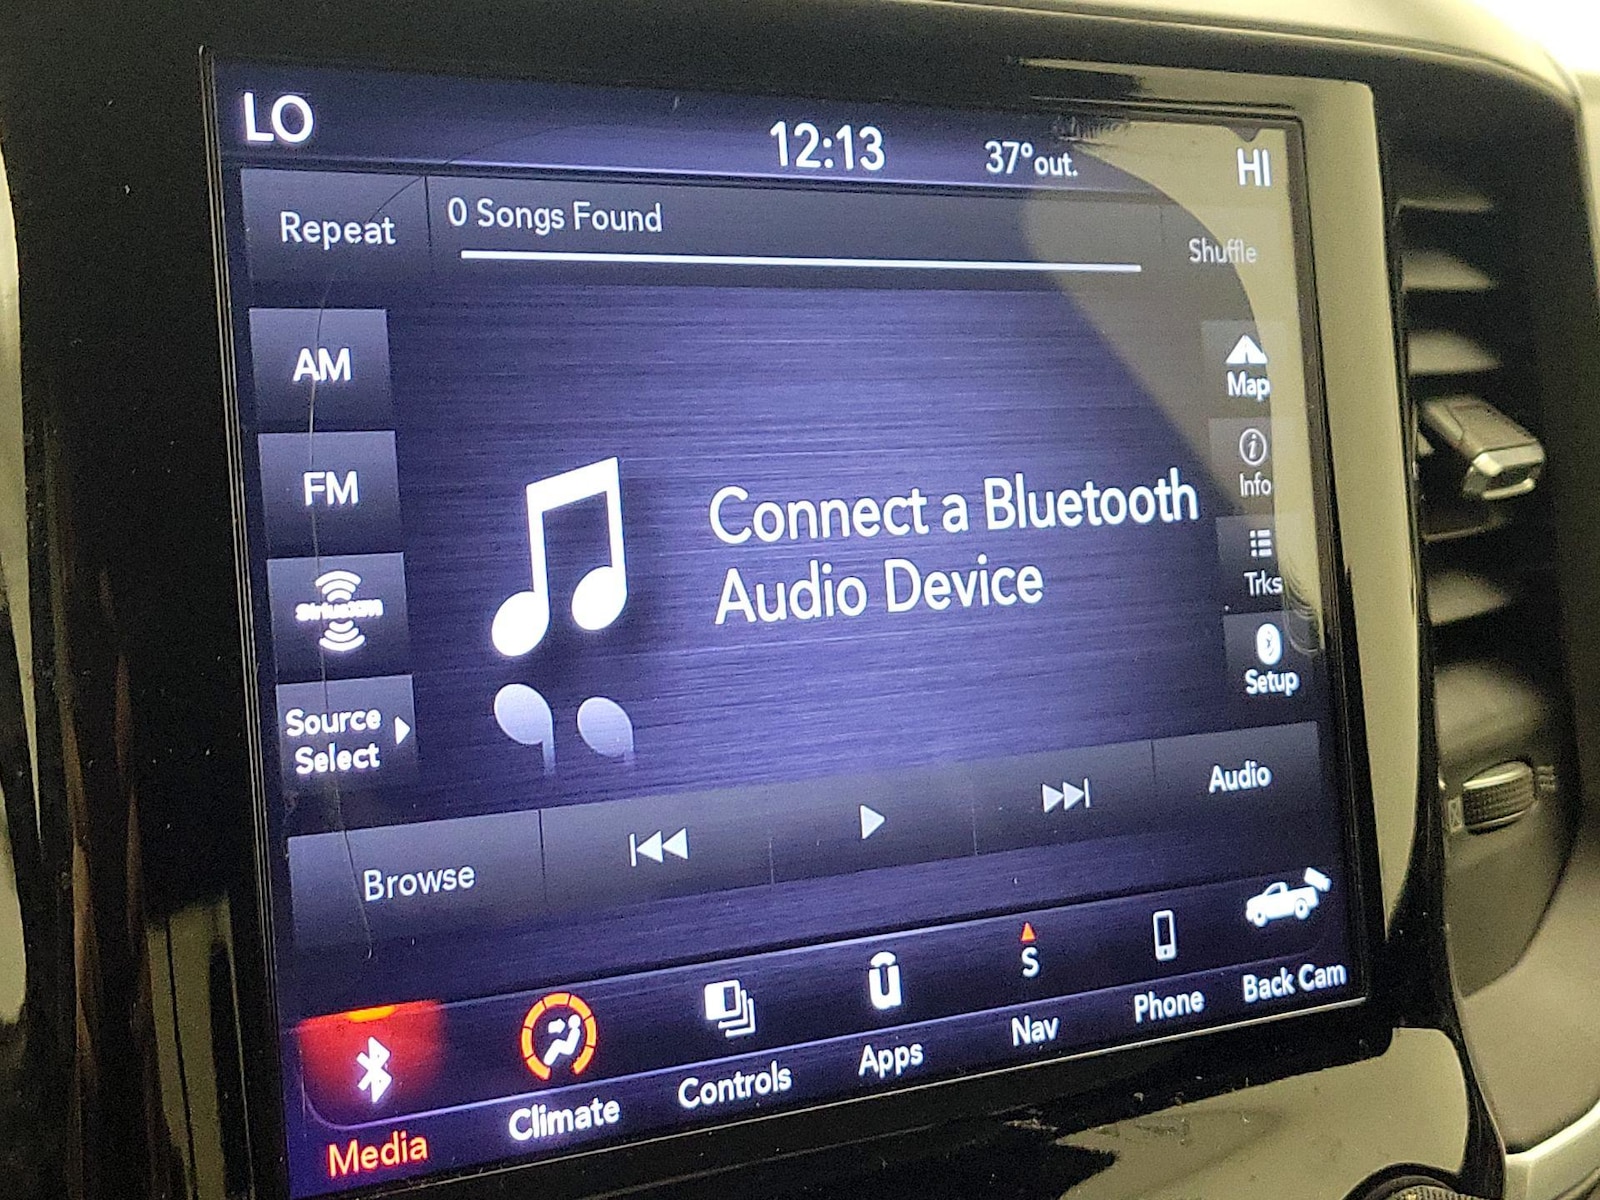 LO
12:13
37°out.
HI
Repeat
0 Songs Found
Shuffle
AM
FM
SiriusXM
Source
Select
Connect a Bluetooth
Audio Device
Map
Info
Trks
Setup
Browse
Audio
Media
Climate
Controls
Apps
S
Nav
Phone
Back Cam